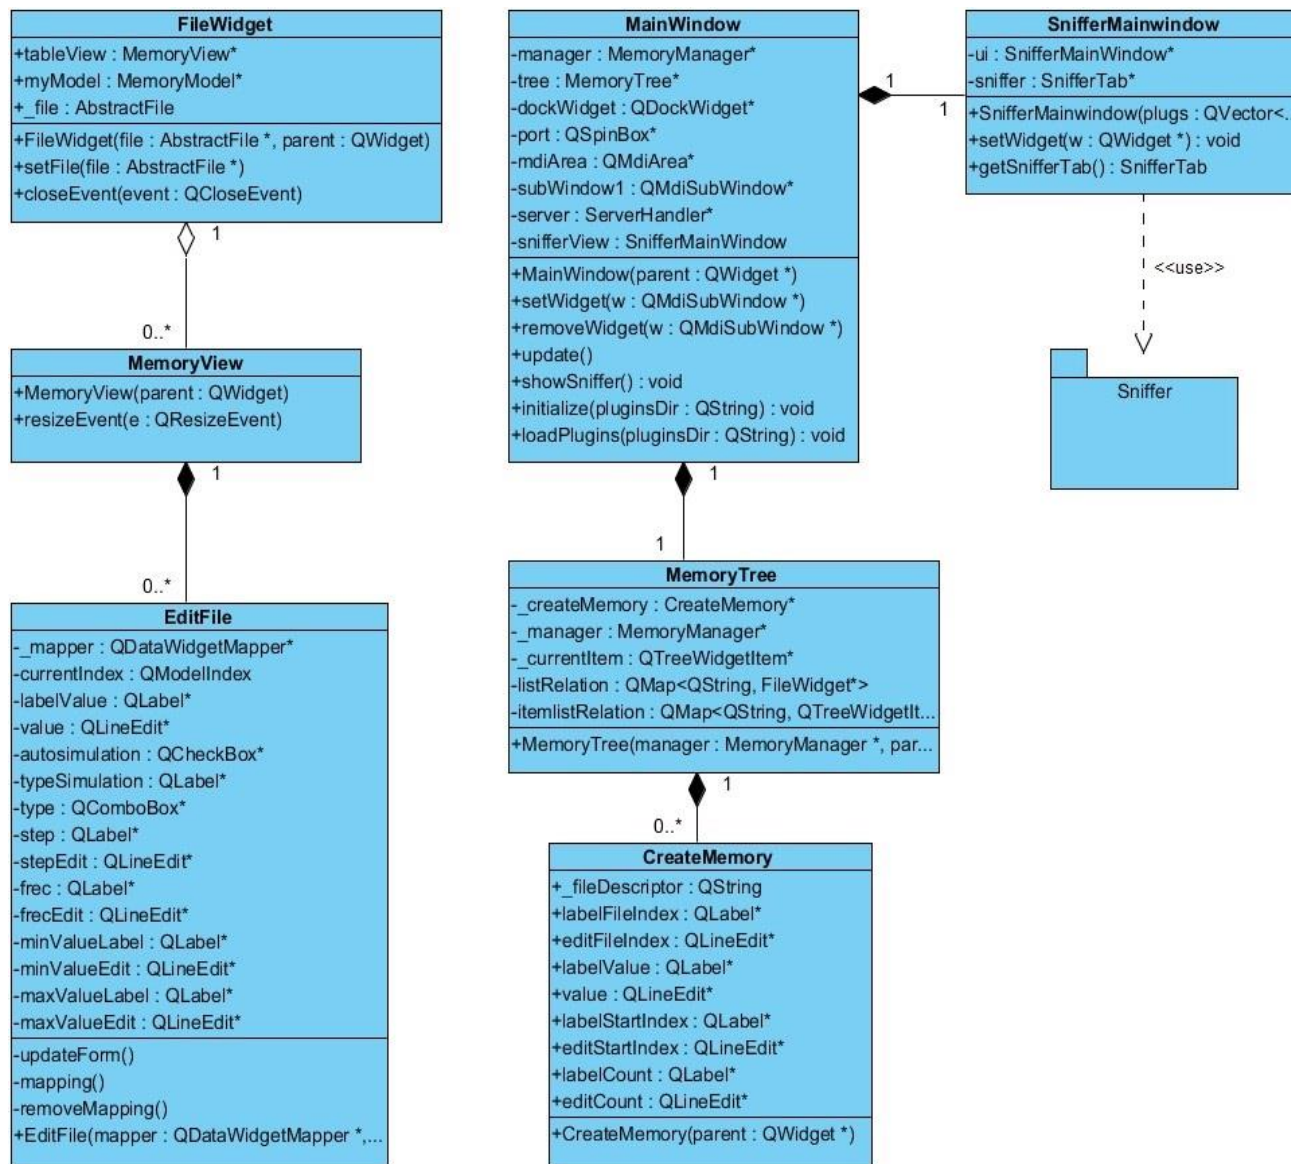 FileWidget
+tableView : MemoryView*
+myModel : MemoryModel*
+_file : AbstractFile
+FileWidget(file : AbstractFile *, parent : QWidget)
+setFile(file : AbstractFile *)
+closeEvent(event : QCloseEvent)
1
0..*
MemoryView
+MemoryView(parent : QWidget)
+resizeEvent(e : QResizeEvent)
1
0..*
EditFile
-_mapper : QDataWidgetMapper*
-currentIndex : QModelIndex
-labelValue : QLabel*
-value : QLineEdit*
-autosimulation : QCheckBox*
-typeSimulation : QLabel*
-type : QComboBox*
-step : QLabel*
-stepEdit : QLineEdit*
-frec : QLabel*
-frecEdit : QLineEdit*
-minValueLabel : QLabel*
-minValueEdit : QLineEdit*
-maxValueLabel : QLabel*
-maxValueEdit : QLineEdit*
-updateForm()
-mapping()
-removeMapping()
+EditFile(mapper : QDataWidgetMapper *,...
MainWindow
-manager : MemoryManager*
-tree : MemoryTree*
-dockWidget : QDockWidget*
-port : QSpinBox*
-mdiArea : QMdiArea*
-subWindow1 : QMdiSubWindow*
-server : ServerHandler*
-snifferView : SnifferMainWindow
+MainWindow(parent : QWidget *)
+setWidget(w : QMdiSubWindow *)
+removeWidget(w : QMdiSubWindow *)
+update()
+showSniffer() : void
+initialize(pluginsDir : QString) : void
+loadPlugins(pluginsDir : QString) : void
1
1
MemoryTree
-_createMemory : CreateMemory*
-_manager : MemoryManager*
-_currentItem : QTreeWidgetItem*
-listRelation : QMap<QString, FileWidget*>
-itemlistRelation : QMap<QString, QTreeWidgetIt...
+MemoryTree(manager : MemoryManager *, par...
1
0..*
CreateMemory
+_fileDescriptor : QString
+labelFileIndex : QLabel*
+editFileIndex : QLineEdit*
+labelValue : QLabel*
+value : QLineEdit*
+labelStartIndex : QLabel*
+editStartIndex : QLineEdit*
+labelCount : QLabel*
+editCount : QLineEdit*
+CreateMemory(parent : QWidget *)
1
1
SnifferMainwindow
-ui : SnifferMainWindow*
-sniffer : SnifferTab*
+SnifferMainwindow(plugs : QVector<...
+setWidget(w : QWidget *) : void
+getSnifferTab() : SnifferTab
<<use>>
Sniffer